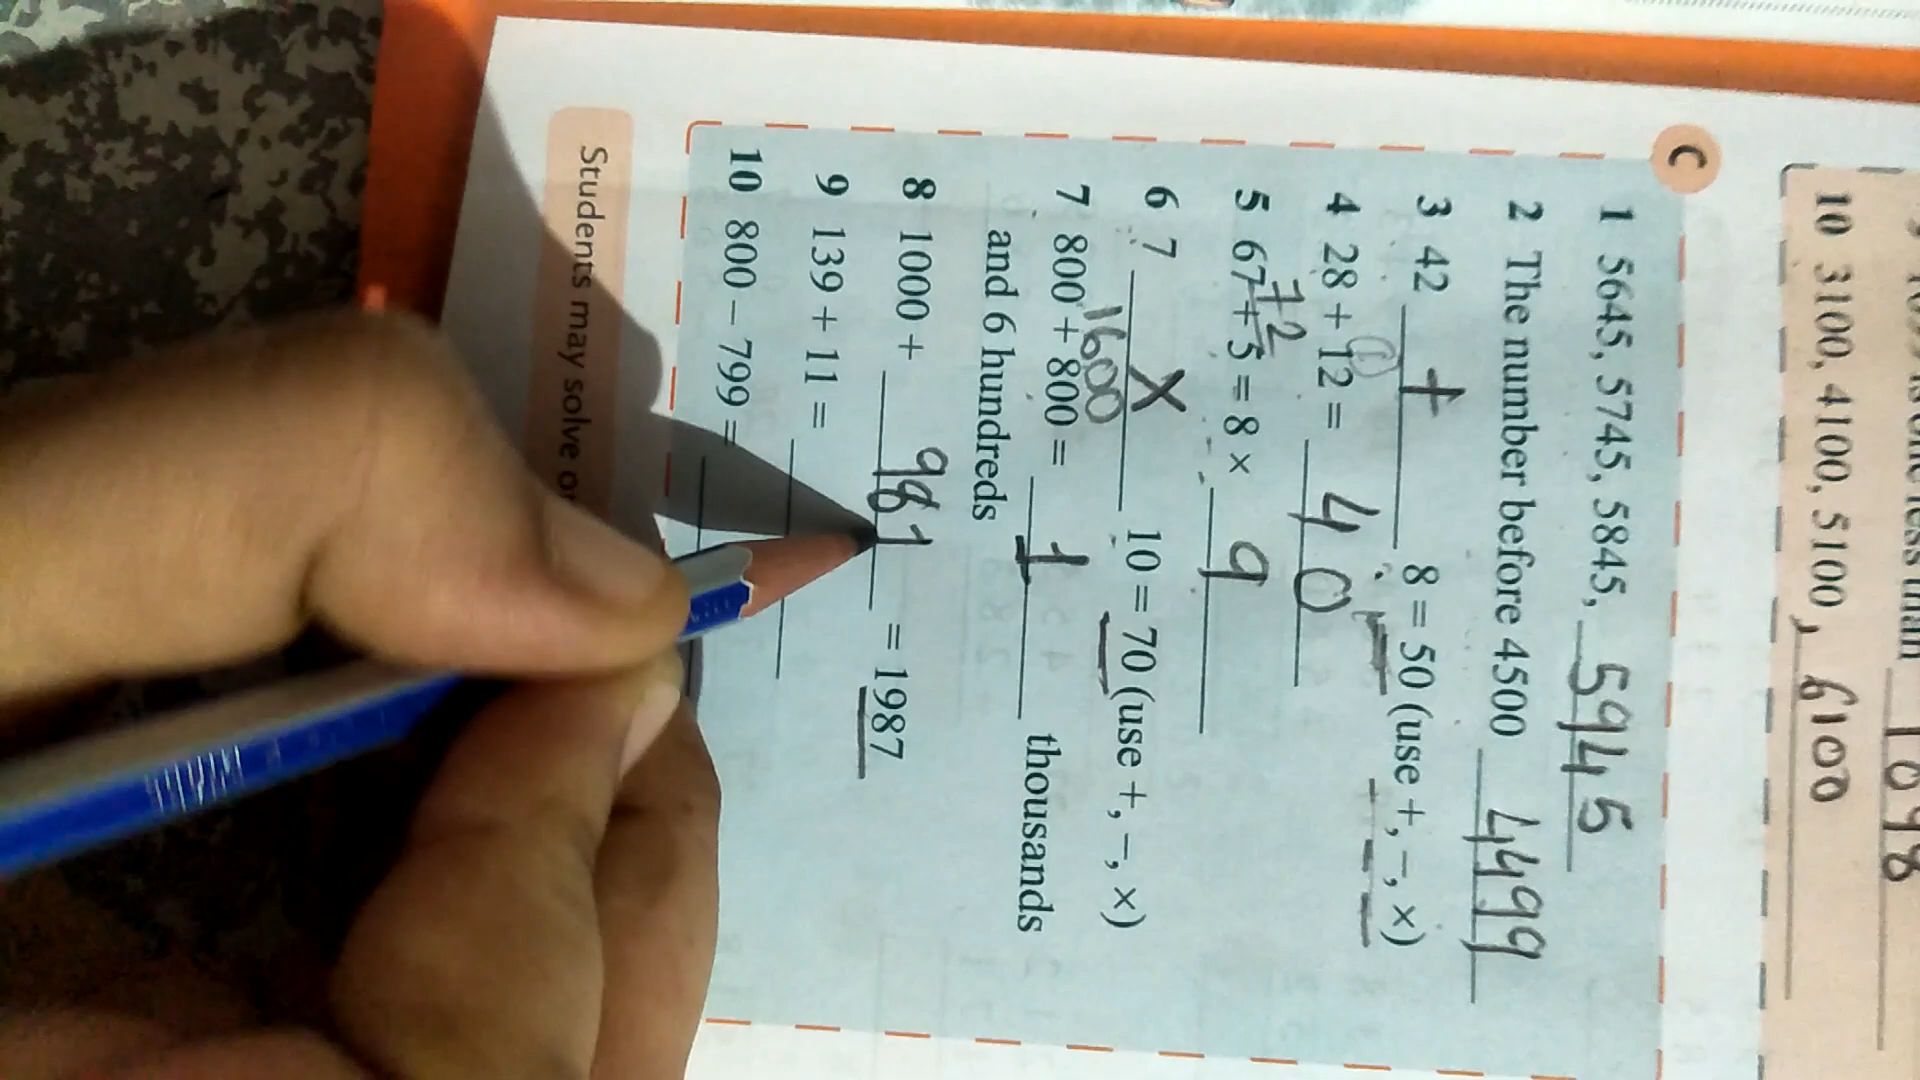 10 3100, 4100, 5100, 6100
C
1 5645, 5745, 5845, 5945
2 The number before 4500 4499
3 42 + 8 = 50 (use +, −, ×)
4 28 + 12 = 40
72
5 67 + 5 = 8 × 9
6 7 × 10 = 70 (use +, −, ×)
1600
7 800 + 800 = 1 thousands
and 6 hundreds
8 1000 + 987 = 1987
9 139 + 11 =
10 800 – 799 =
Students may solve